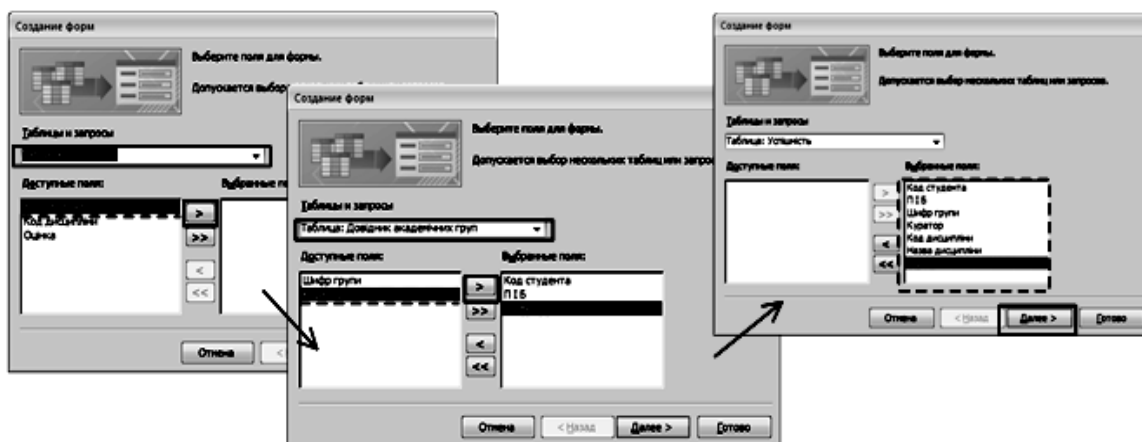 Создание форм
Выберите поля для формы.
Допускается выбор
Таблицы и запросы
Доступные поля:
Выбранные
Код дисципліни
Оцінка
>
>>
<
<<
Отмена
Создание форм
Выберите поля для формы.
Допускается выбор нескольких таблиц или запро
Таблицы и запросы
Таблица: Довідник академічних груп
Доступные поля:
Выбранные поля:
Шифр групи
Код студента
П І Б
>
>>
<
<<
Отмена
< Назад
Далее >
Готово
Создание форм
Выберите поля для формы.
Допускается выбор нескольких таблиц или запросов.
Таблицы и запросы
Таблица: Успішність
Доступные поля:
Выбранные поля:
Код студента
П І Б
Шифр групи
Куратор
Код дисципліни
Назва дисципліни
>
>>
<
<<
Отмена
< Назад
Далее >
Готово